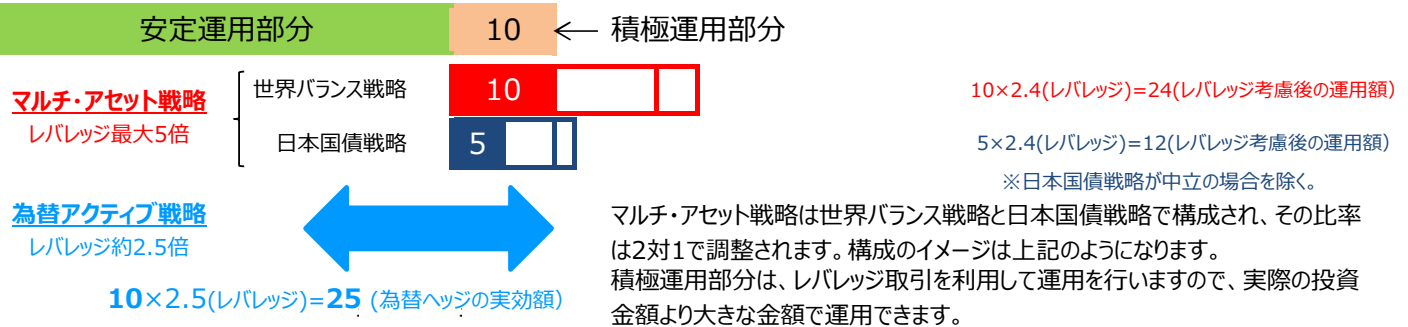 安定運用部分
10
← 積極運用部分
マルチ・アセット戦略
レバレッジ最大5倍
世界バランス戦略
10
10×2.4(レバレッジ)=24(レバレッジ考慮後の運用額)
日本国債戦略
5
5×2.4(レバレッジ)=12(レバレッジ考慮後の運用額)
※日本国債戦略が中立の場合を除く。
為替アクティブ戦略
レバレッジ約2.5倍
10×2.5(レバレッジ)=25 (為替ヘッジの実効額)
マルチ・アセット戦略は世界バランス戦略と日本国債戦略で構成され、その比率
は2対1で調整されます。構成のイメージは上記のようになります。
積極運用部分は、レバレッジ取引を利用して運用を行いますので、実際の投資
金額より大きな金額で運用できます。